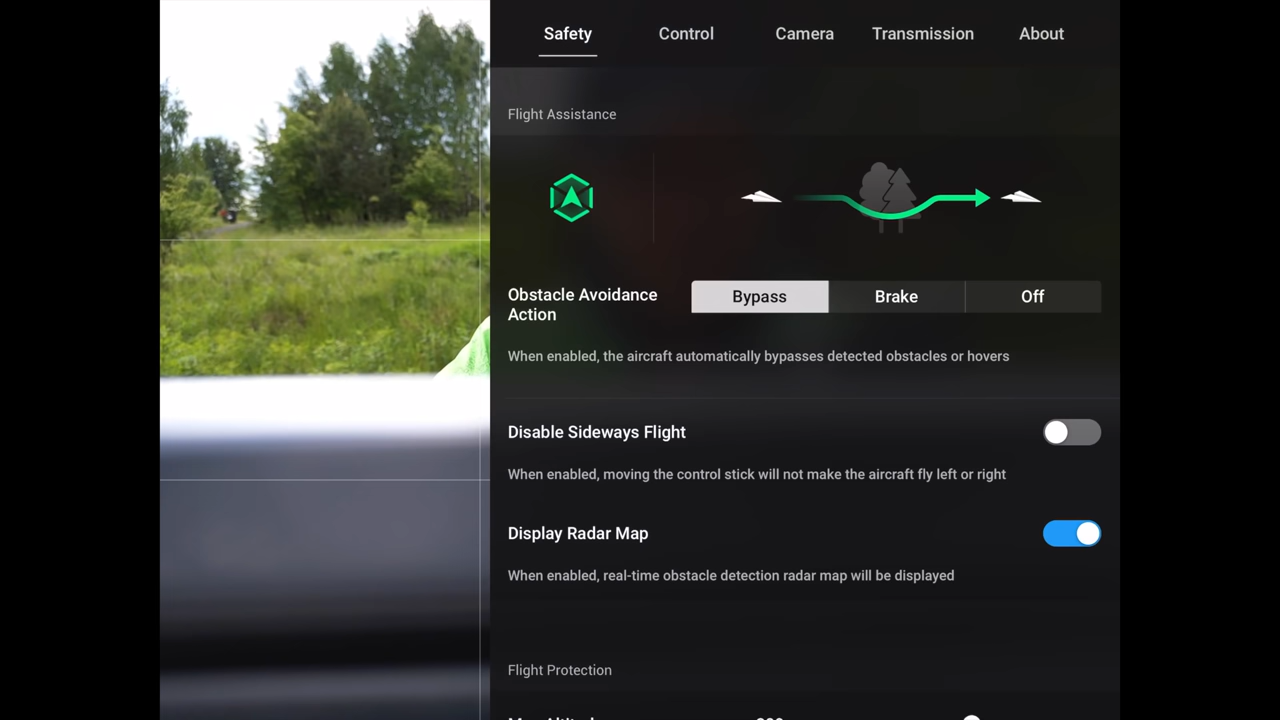 Safety Control Camera Transmission About
Flight Assistance
Obstacle Avoidance
Action
Bypass Brake Off
When enabled, the aircraft automatically bypasses detected obstacles or hovers
Disable Sideways Flight
When enabled, moving the control stick will not make the aircraft fly left or right
Display Radar Map
When enabled, real-time obstacle detection radar map will be displayed
Flight Protection